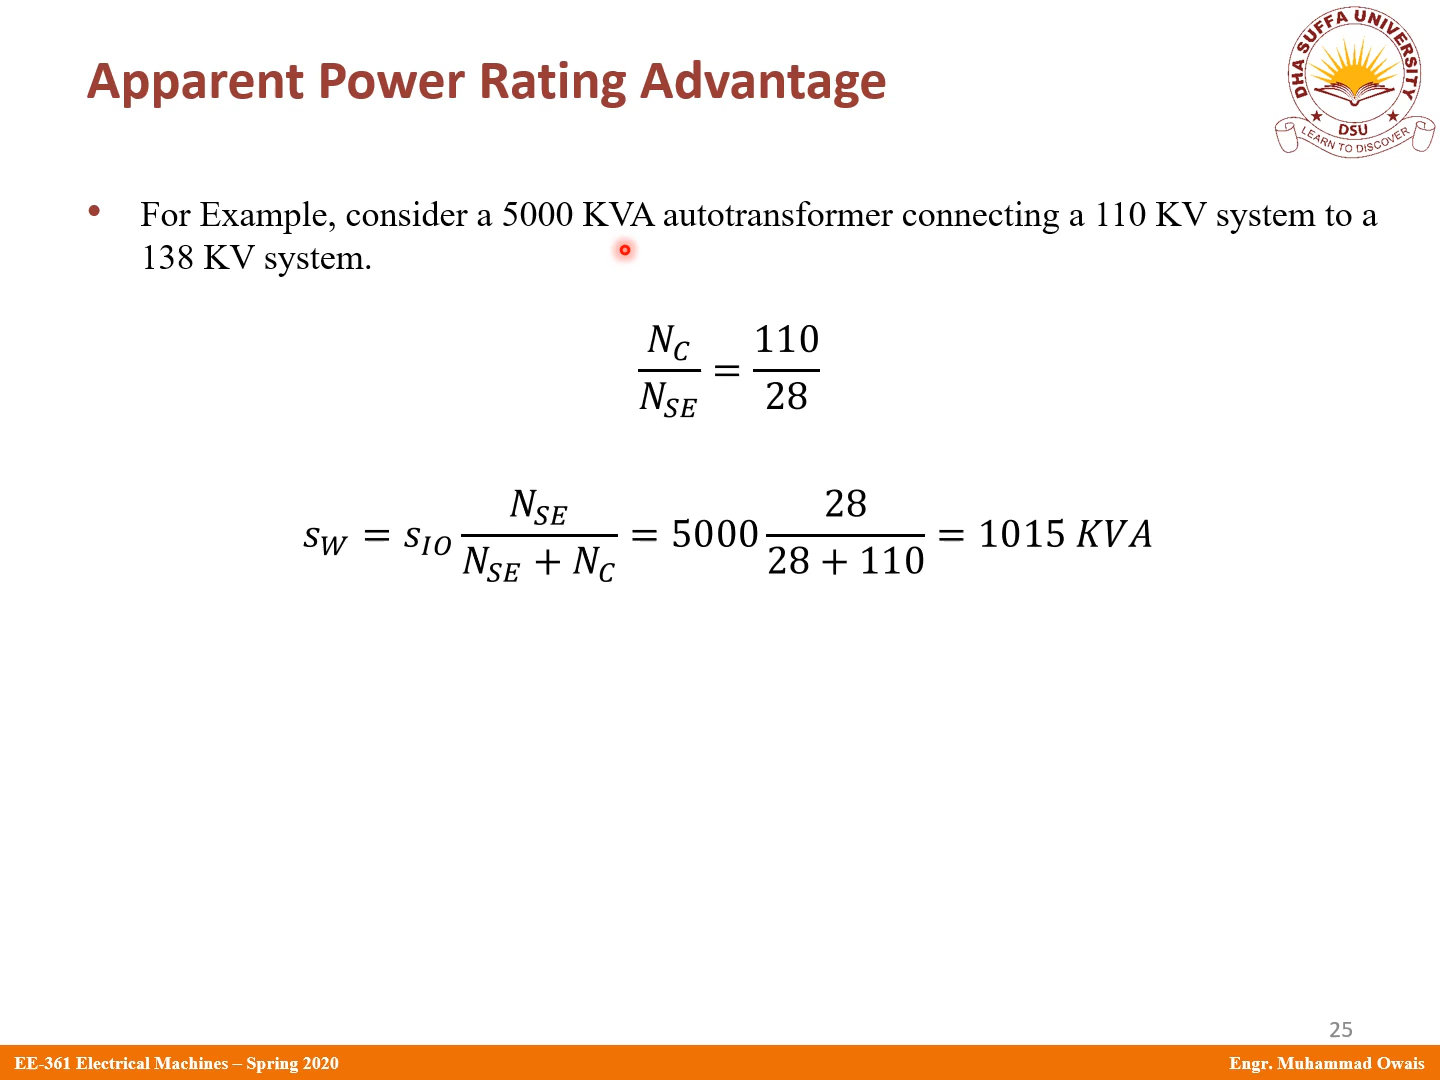 Apparent Power Rating Advantage
DHA SUFFA UNIVERSITY
DSU
LEARN TO DISCOVER
• For Example, consider a 5000 KVA autotransformer connecting a 110 KV system to a
138 KV system.
N_C / N_SE = 110 / 28
s_W = s_IO N_SE / (N_SE + N_C) = 5000 28 / (28 + 110) = 1015 KVA
25
EE-361 Electrical Machines – Spring 2020
Engr. Muhammad Owais